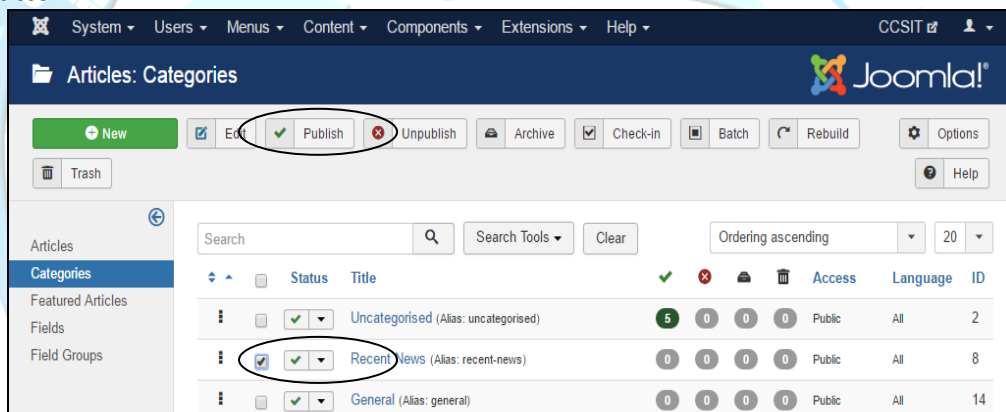 System Users Menus Content Components Extensions Help CCSIT
Articles: Categories Joomla!®
New Edit Publish Unpublish Archive Check-in Batch Rebuild Options
Trash Help
Search Search Tools Clear Ordering ascending 20
Articles
Categories
Featured Articles
Fields
Field Groups
Status Title Access Language ID
Uncategorised (Alias: uncategorised) 5 0 0 0 Public All 2
Recent News (Alias: recent-news) 0 0 0 0 Public All 8
General (Alias: general) 0 0 0 0 Public All 14